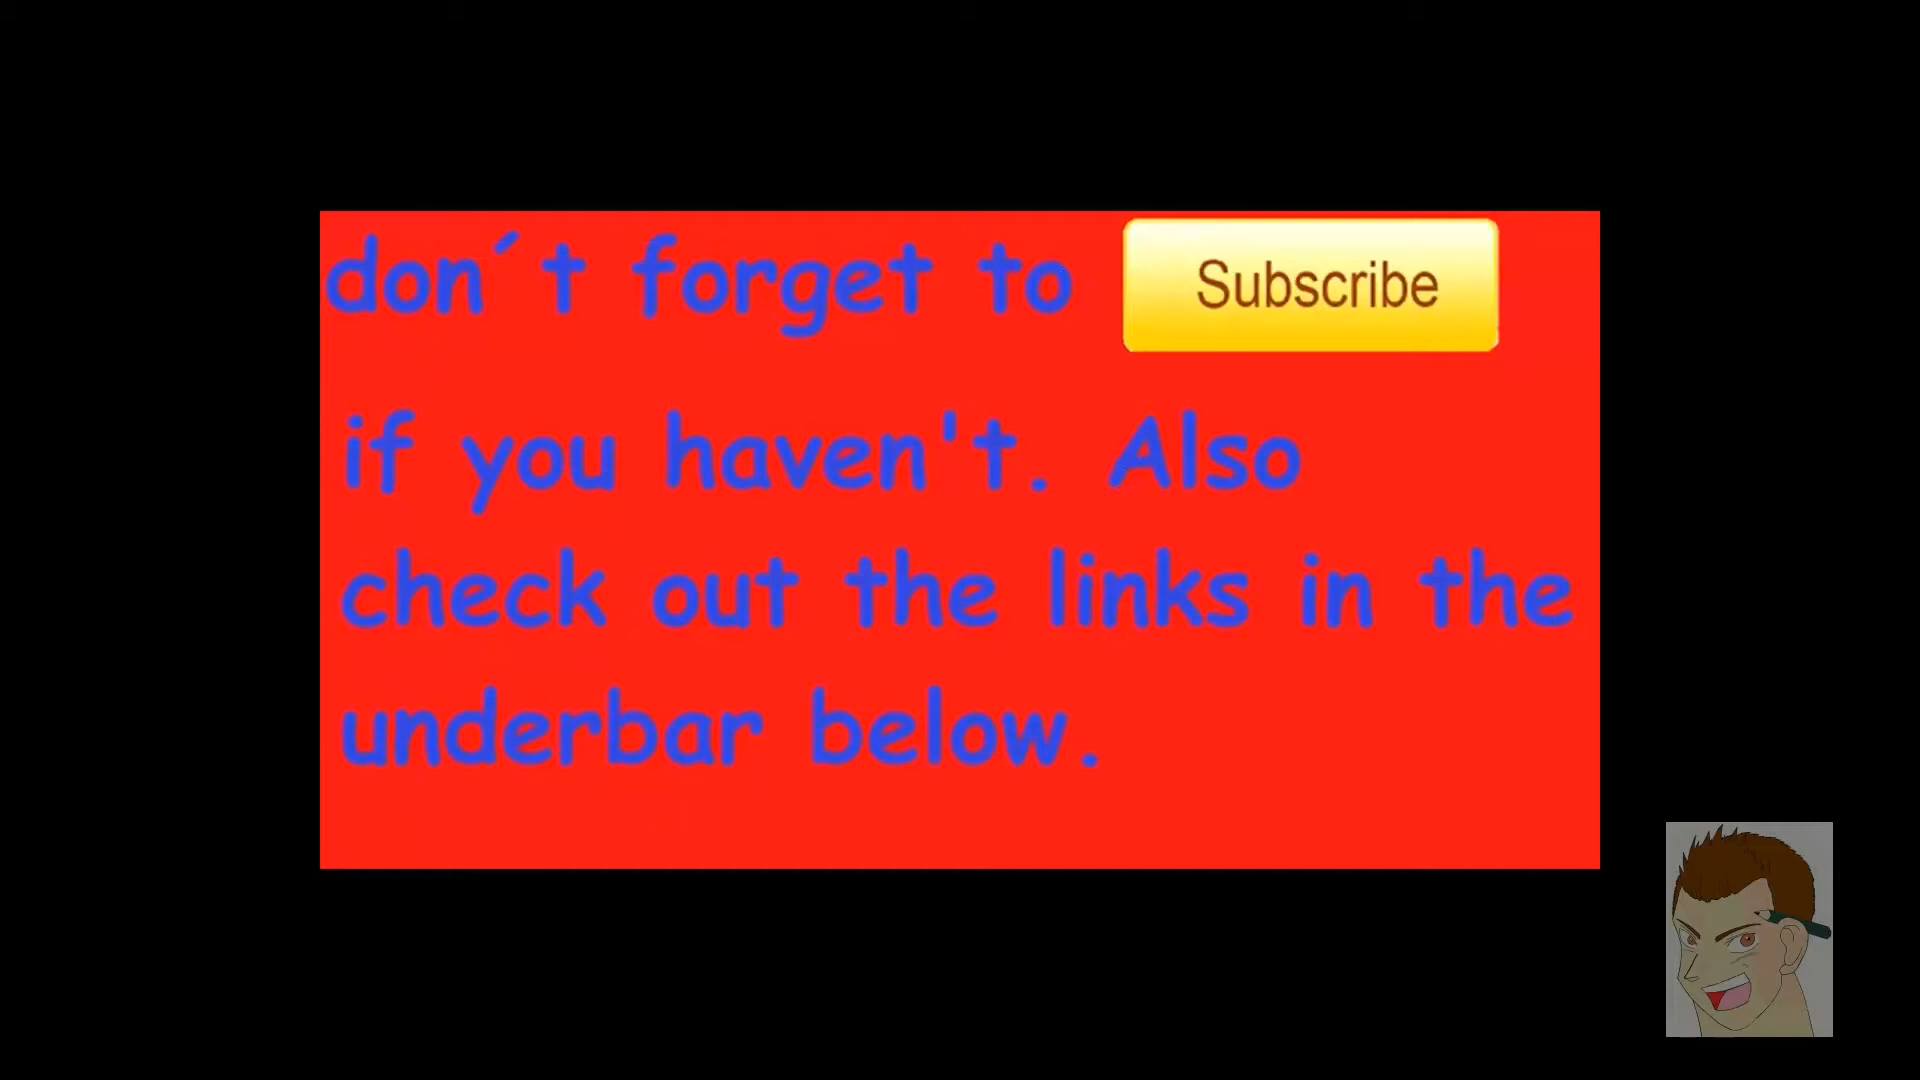 don´t forget to Subscribe
if you haven't. Also
check out the links in the
underbar below.